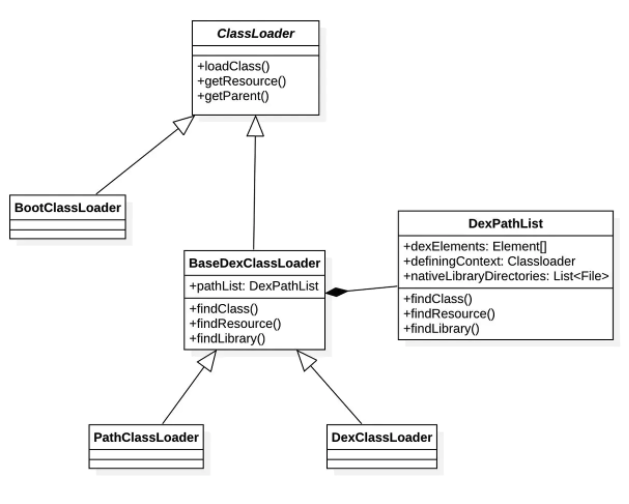 ClassLoader
+loadClass()
+getResource()
+getParent()
BootClassLoader
DexPathList
+dexElements: Element[]
+definingContext: Classloader
+nativeLibraryDirectories: List<File>
+findClass()
+findResource()
+findLibrary()
BaseDexClassLoader
+pathList: DexPathList
+findClass()
+findResource()
+findLibrary()
PathClassLoader
DexClassLoader